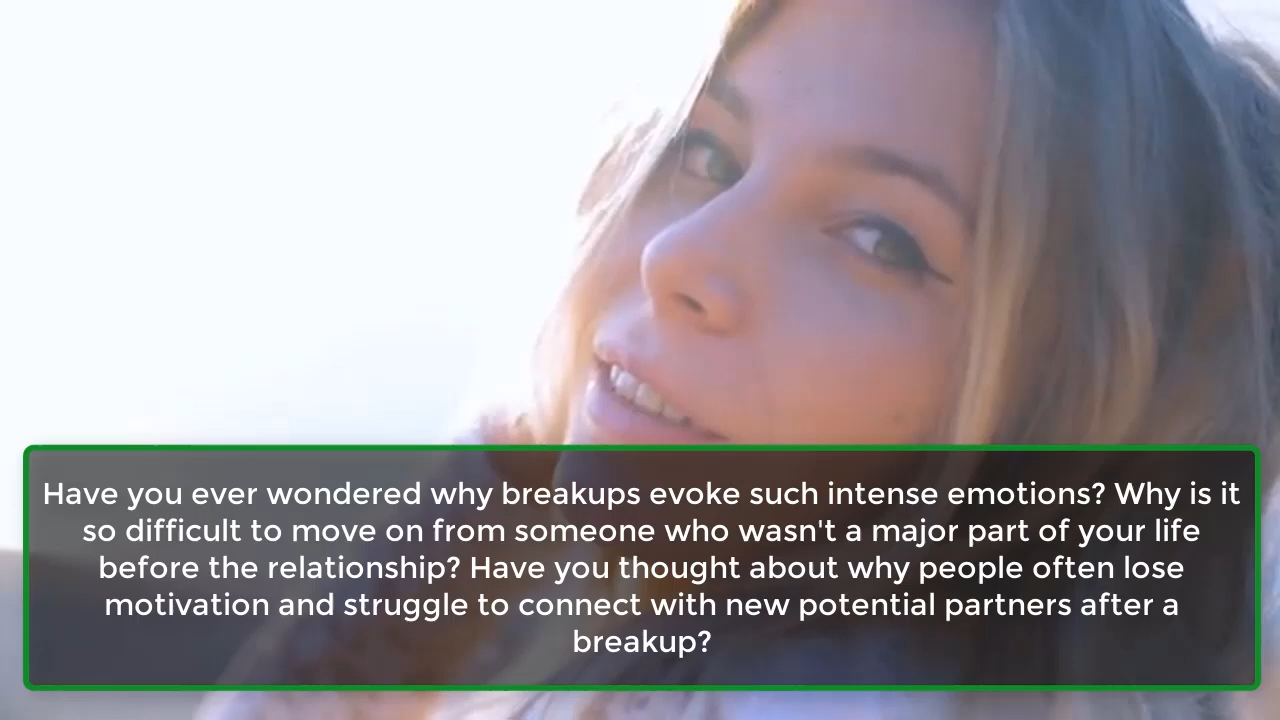 Have you ever wondered why breakups evoke such intense emotions? Why is it
so difficult to move on from someone who wasn't a major part of your life
before the relationship? Have you thought about why people often lose
motivation and struggle to connect with new potential partners after a
breakup?